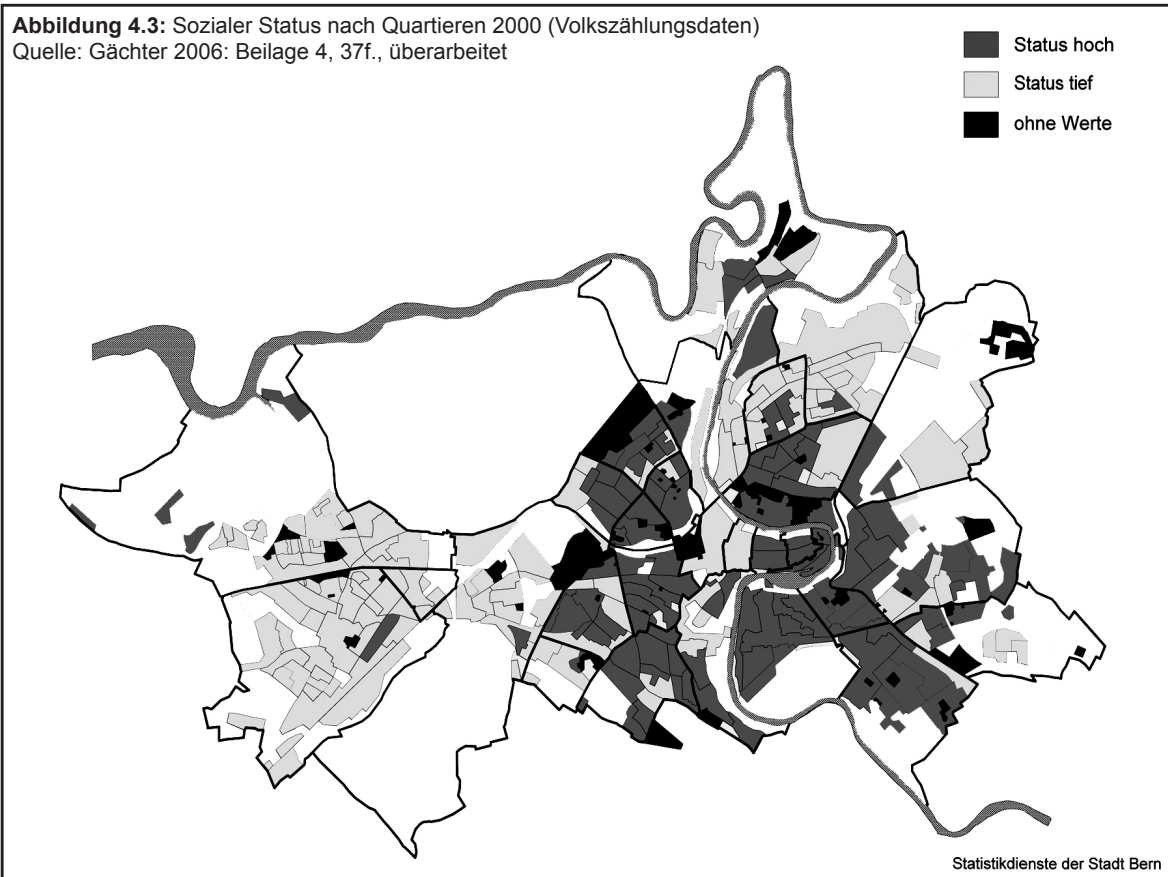 Abbildung 4.3: Sozialer Status nach Quartieren 2000 (Volkszählungsdaten)
Quelle: Gächter 2006: Beilage 4, 37f., überarbeitet
Status hoch
Status tief
ohne Werte
Statistikdienste der Stadt Bern